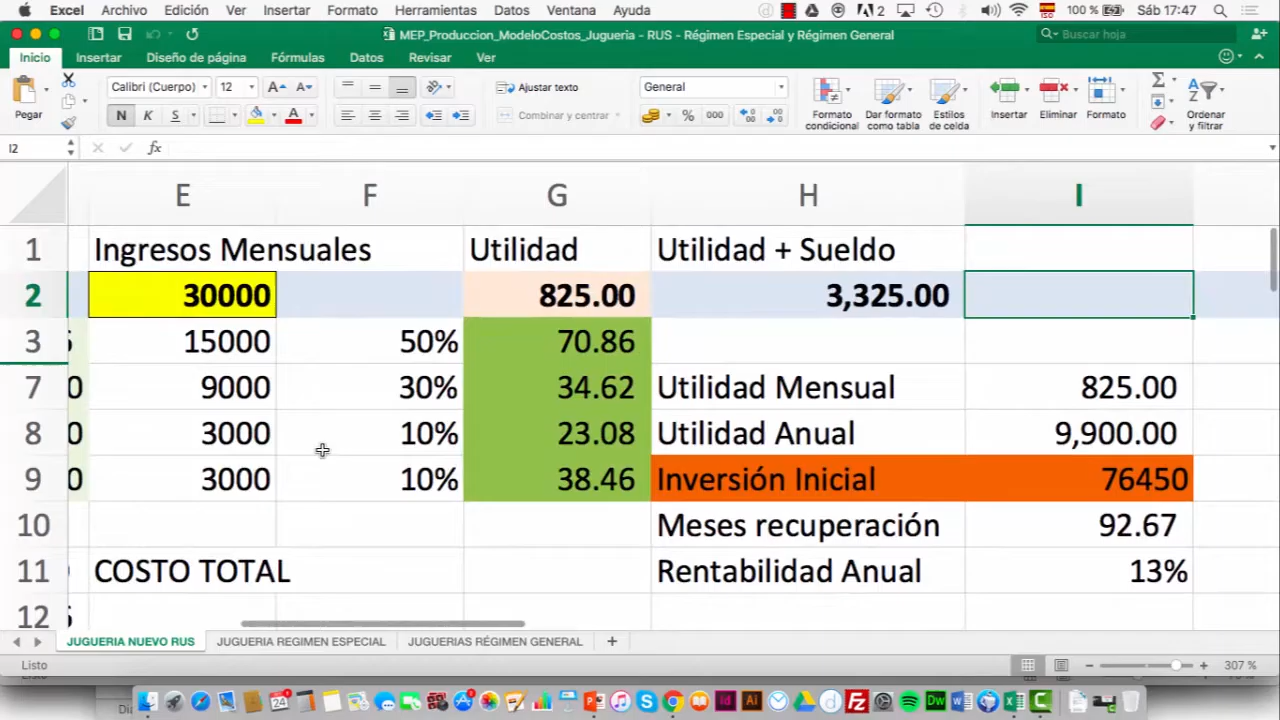 Excel Archivo Edición Ver Insertar Formato Herramientas Datos Ventana Ayuda 2 100 % Sáb 17:47
MEP_Produccion_ModeloCostos_Jugueria - RUS - Régimen Especial y Régimen General
Buscar hoja
Inicio Insertar Diseño de página Fórmulas Datos Revisar Ver
Calibri (Cuerpo) 12 Ajustar texto General
Pegar N K S Combinar y centrar % 000 Formato condicional Dar formato como tabla Estilos de celda Insertar Eliminar Formato Ordenar y filtrar
I2 fx
E F G H I
1 Ingresos Mensuales Utilidad Utilidad + Sueldo
2 30000 825.00 3,325.00
3 15000 50% 70.86
7 0 9000 30% 34.62 Utilidad Mensual 825.00
8 0 3000 10% 23.08 Utilidad Anual 9,900.00
9 0 3000 10% 38.46 Inversión Inicial 76450
10 Meses recuperación 92.67
11 COSTO TOTAL Rentabilidad Anual 13%
12
JUGUERIA NUEVO RUS JUGUERIA REGIMEN ESPECIAL JUGUERIAS RÉGIMEN GENERAL
Listo 307 %